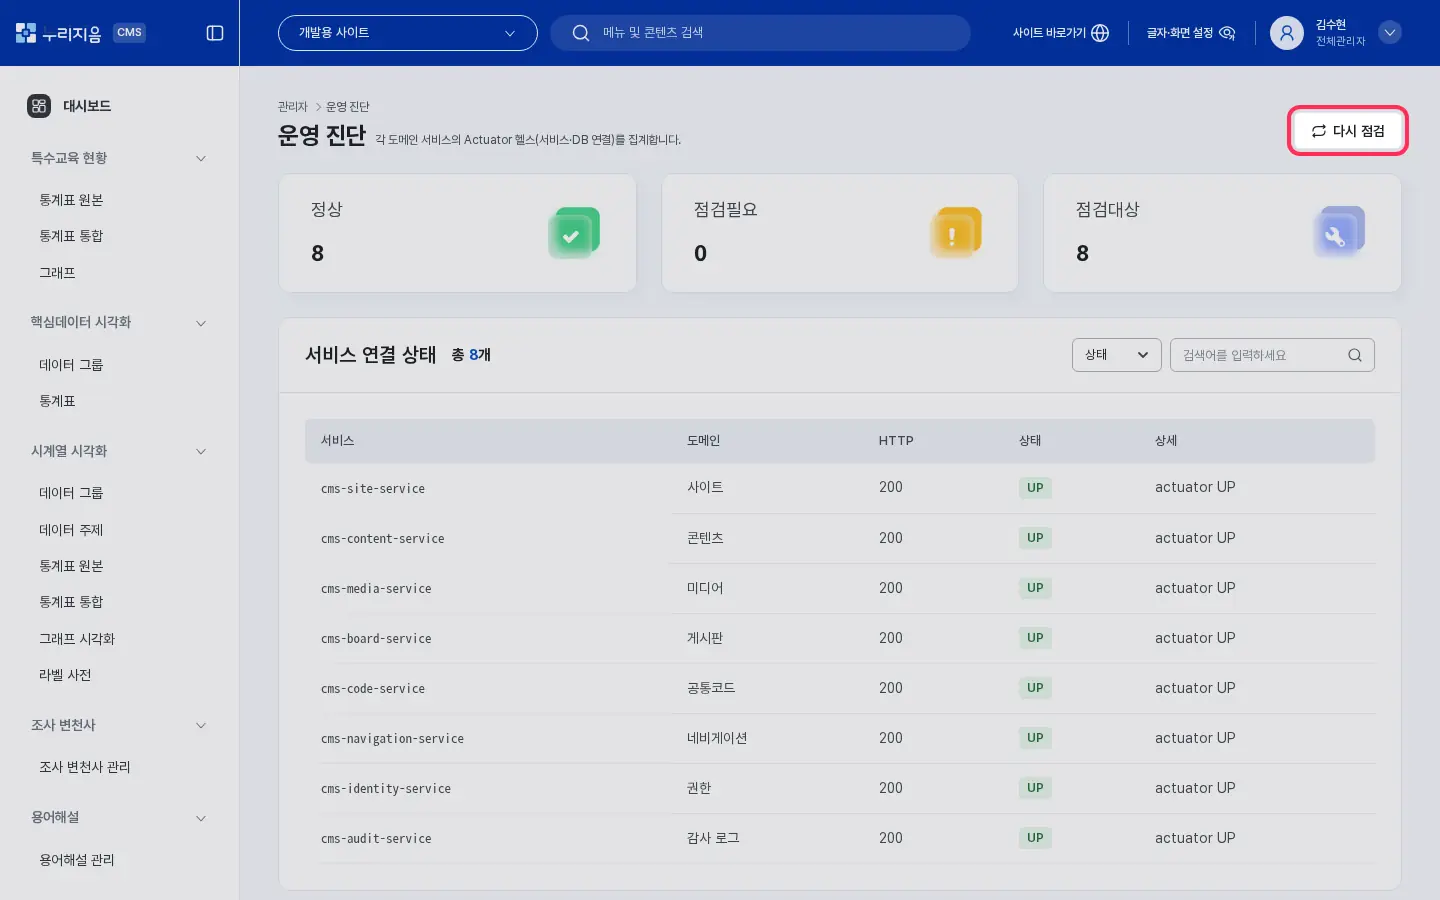 누리지음 CMS
개발용 사이트
메뉴 및 콘텐츠 검색
사이트 바로가기
글자·화면 설정
김수현
전체관리자
대시보드
특수교육 현황
통계표 원본
통계표 통합
그래프
핵심데이터 시각화
데이터 그룹
통계표
시계열 시각화
데이터 그룹
데이터 주제
통계표 원본
통계표 통합
그래프 시각화
라벨 사전
조사 변천사
조사 변천사 관리
용어해설
용어해설 관리
관리자 > 운영 진단
운영 진단 각 도메인 서비스의 Actuator 헬스(서비스·DB 연결)를 집계합니다.
다시 점검
정상
8
점검필요
0
점검대상
8
서비스 연결 상태 총 8개
상태
검색어를 입력하세요
서비스 도메인 HTTP 상태 상세
cms-site-service 사이트 200 UP actuator UP
cms-content-service 콘텐츠 200 UP actuator UP
cms-media-service 미디어 200 UP actuator UP
cms-board-service 게시판 200 UP actuator UP
cms-code-service 공통코드 200 UP actuator UP
cms-navigation-service 네비게이션 200 UP actuator UP
cms-identity-service 권한 200 UP actuator UP
cms-audit-service 감사 로그 200 UP actuator UP